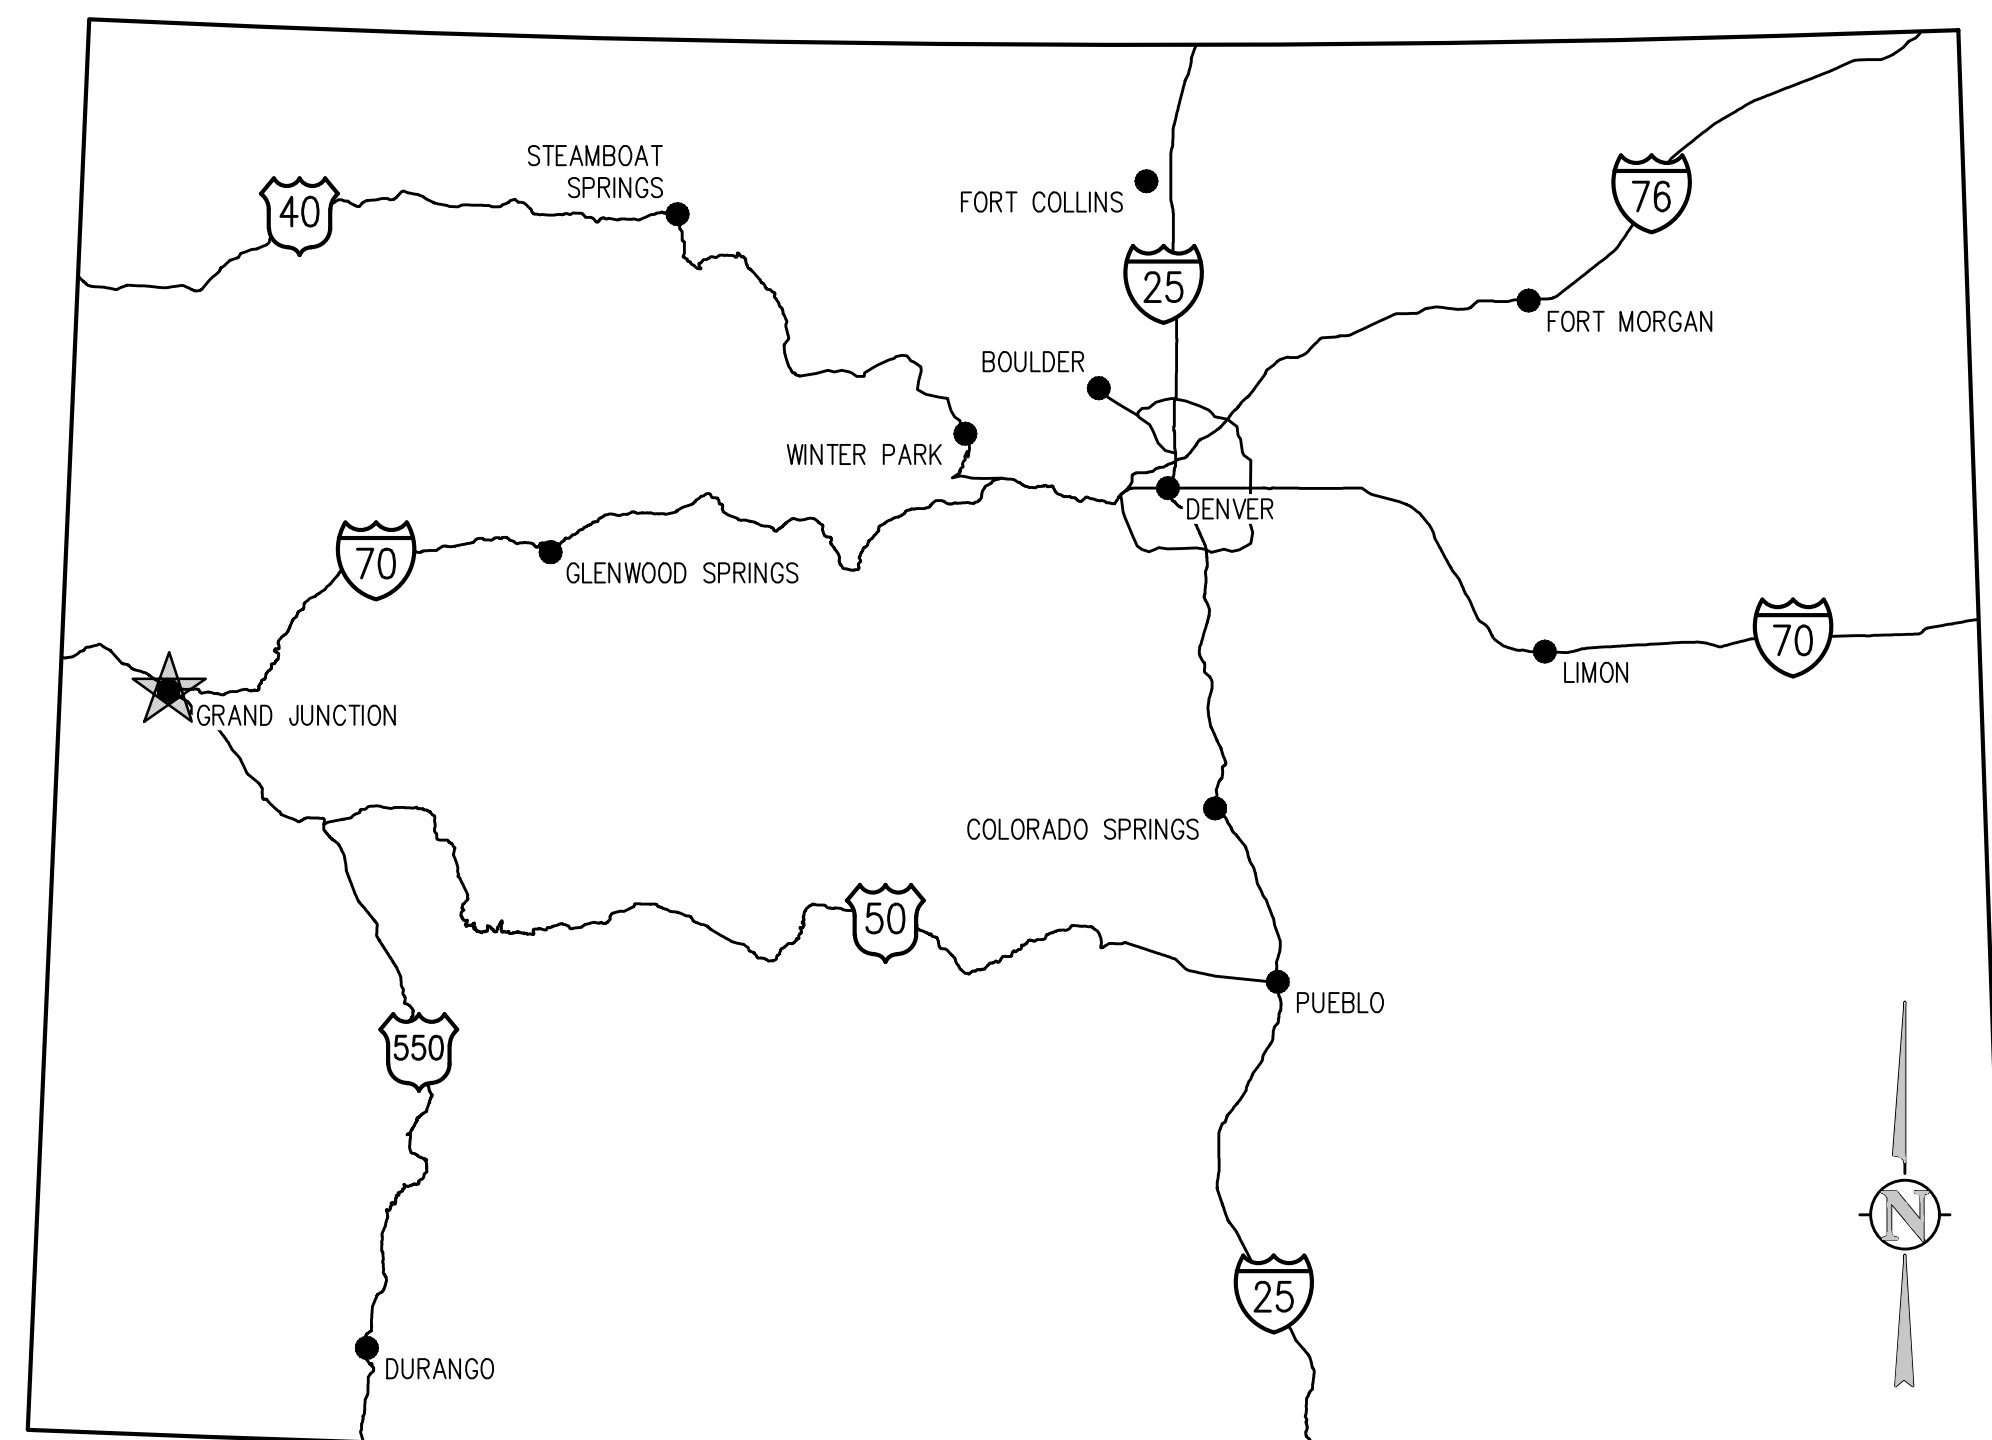 STEAMBOAT
SPRINGS
40
FORT COLLINS
76
25
FORT MORGAN
BOULDER
WINTER PARK
DENVER
70
GLENWOOD SPRINGS
70
LIMON
GRAND JUNCTION
COLORADO SPRINGS
50
PUEBLO
550
N
25
DURANGO